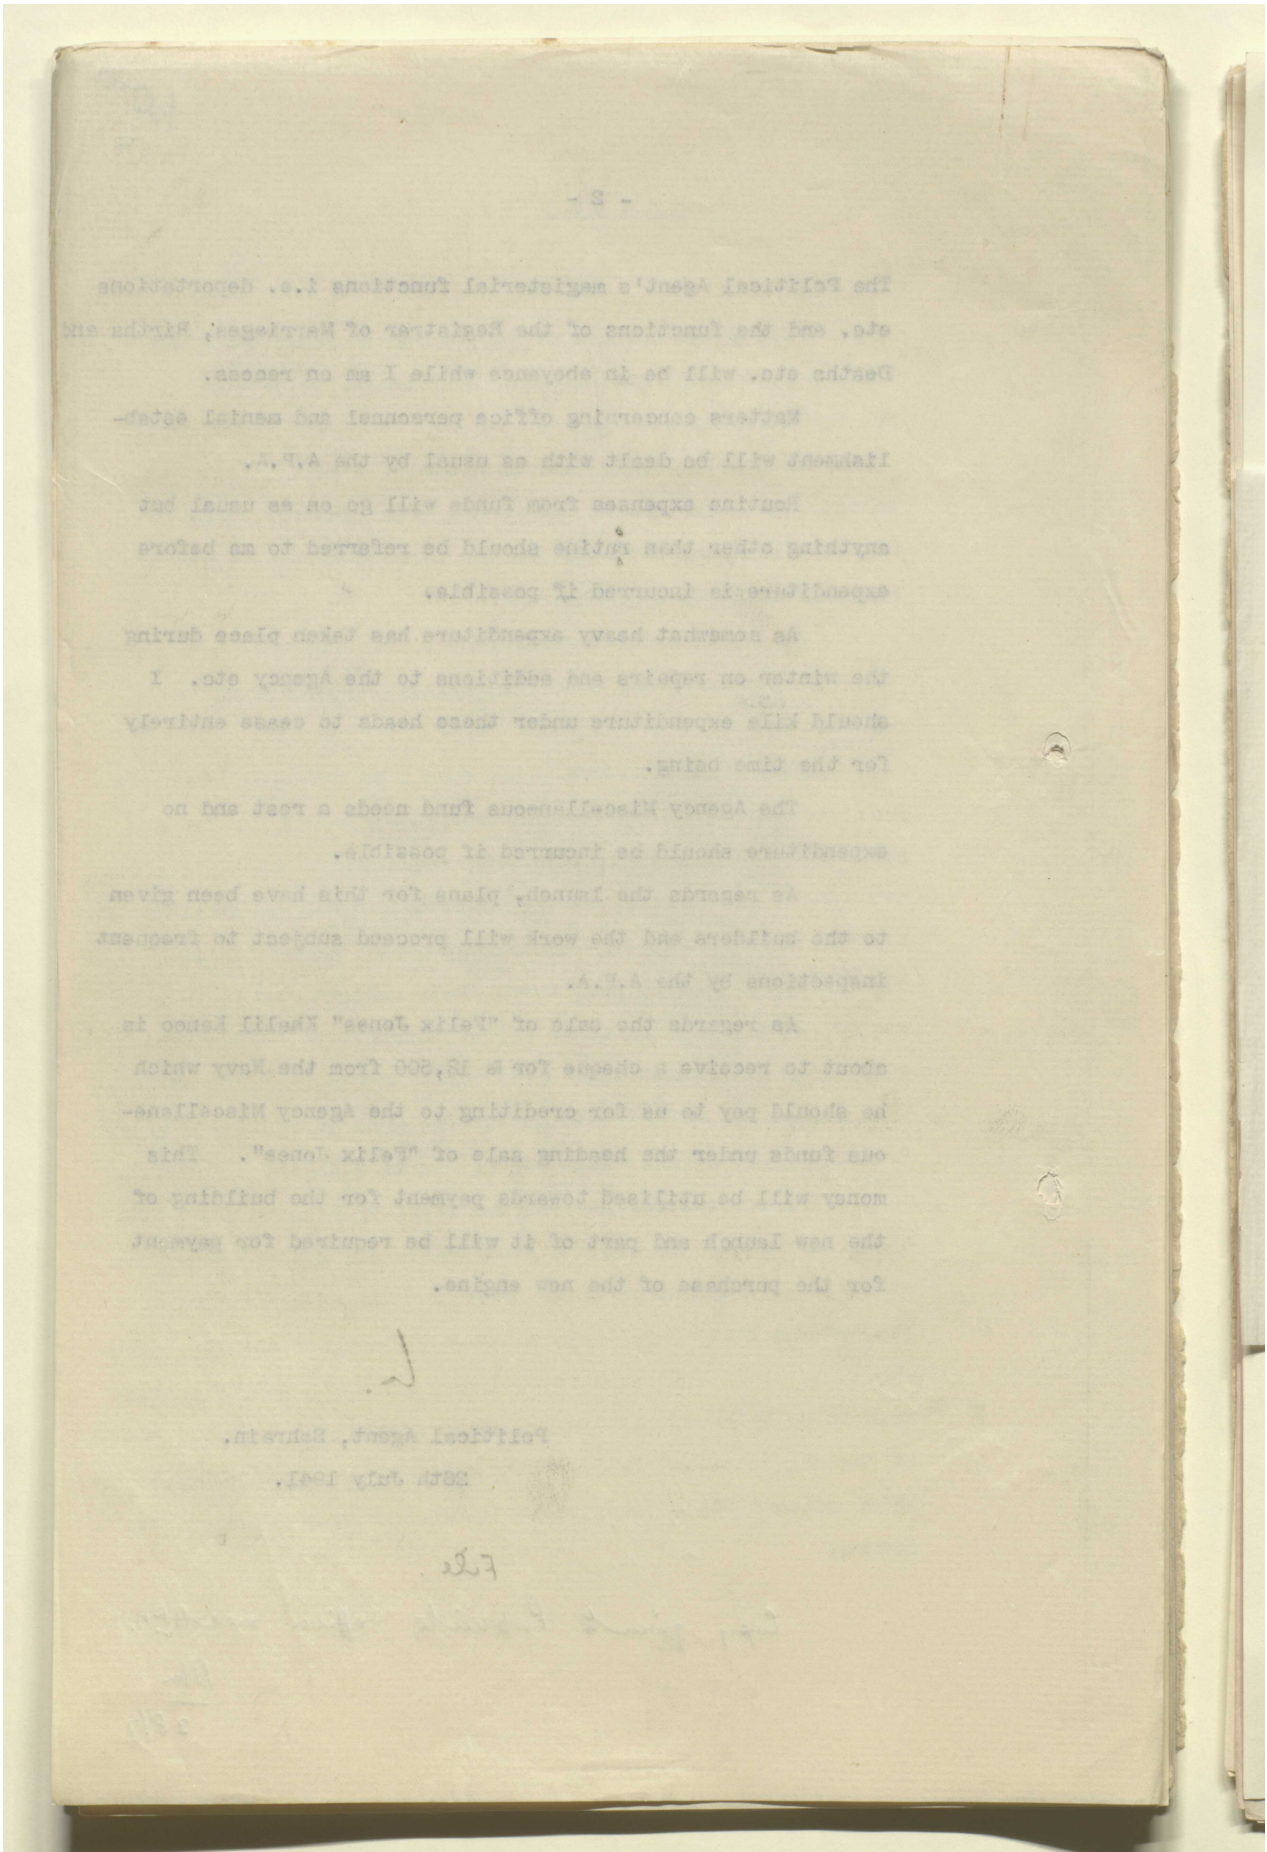 - 2 -
The Political Agent's magisterial functions i.e. deportations
etc. and the functions of the Registrar of Marriages, Births and
Deaths etc. will be in abeyance while I am on recess.
Matters concerning office personnel and menial estab-
lishment will be dealt with as usual by the A.P.A.
Routine expenses from funds will go on as usual but
anything other than rutine should be referred to me before
expenditure is incurred if possible.
As somewhat heavy expenditure has taken place during
the winter on repairs and additions to the Agency etc. I
should expenditure under these heads to cease entirely
for the time being.
The Agency Miscellaneous fund needs a rest and no
expenditure should be incurred if possible.
As regards the launch, plans for this have been given
to the builders and the work will proceed subject to frequent
inspections by the A.P.A.
As regards the sale of "Felix Jones" Khalil Kanoo is
about to receive a cheque for Rs 12,500 from the Navy which
he should pay to us for crediting to the Agency Miscellane-
ous funds under the heading sale of "Felix Jones". This
money will be utilised towards payment for the building of
the new launch and part of it will be required for payment
for the purchase of the new engine.
Political Agent, Bahrain.
26th July 1941.
File